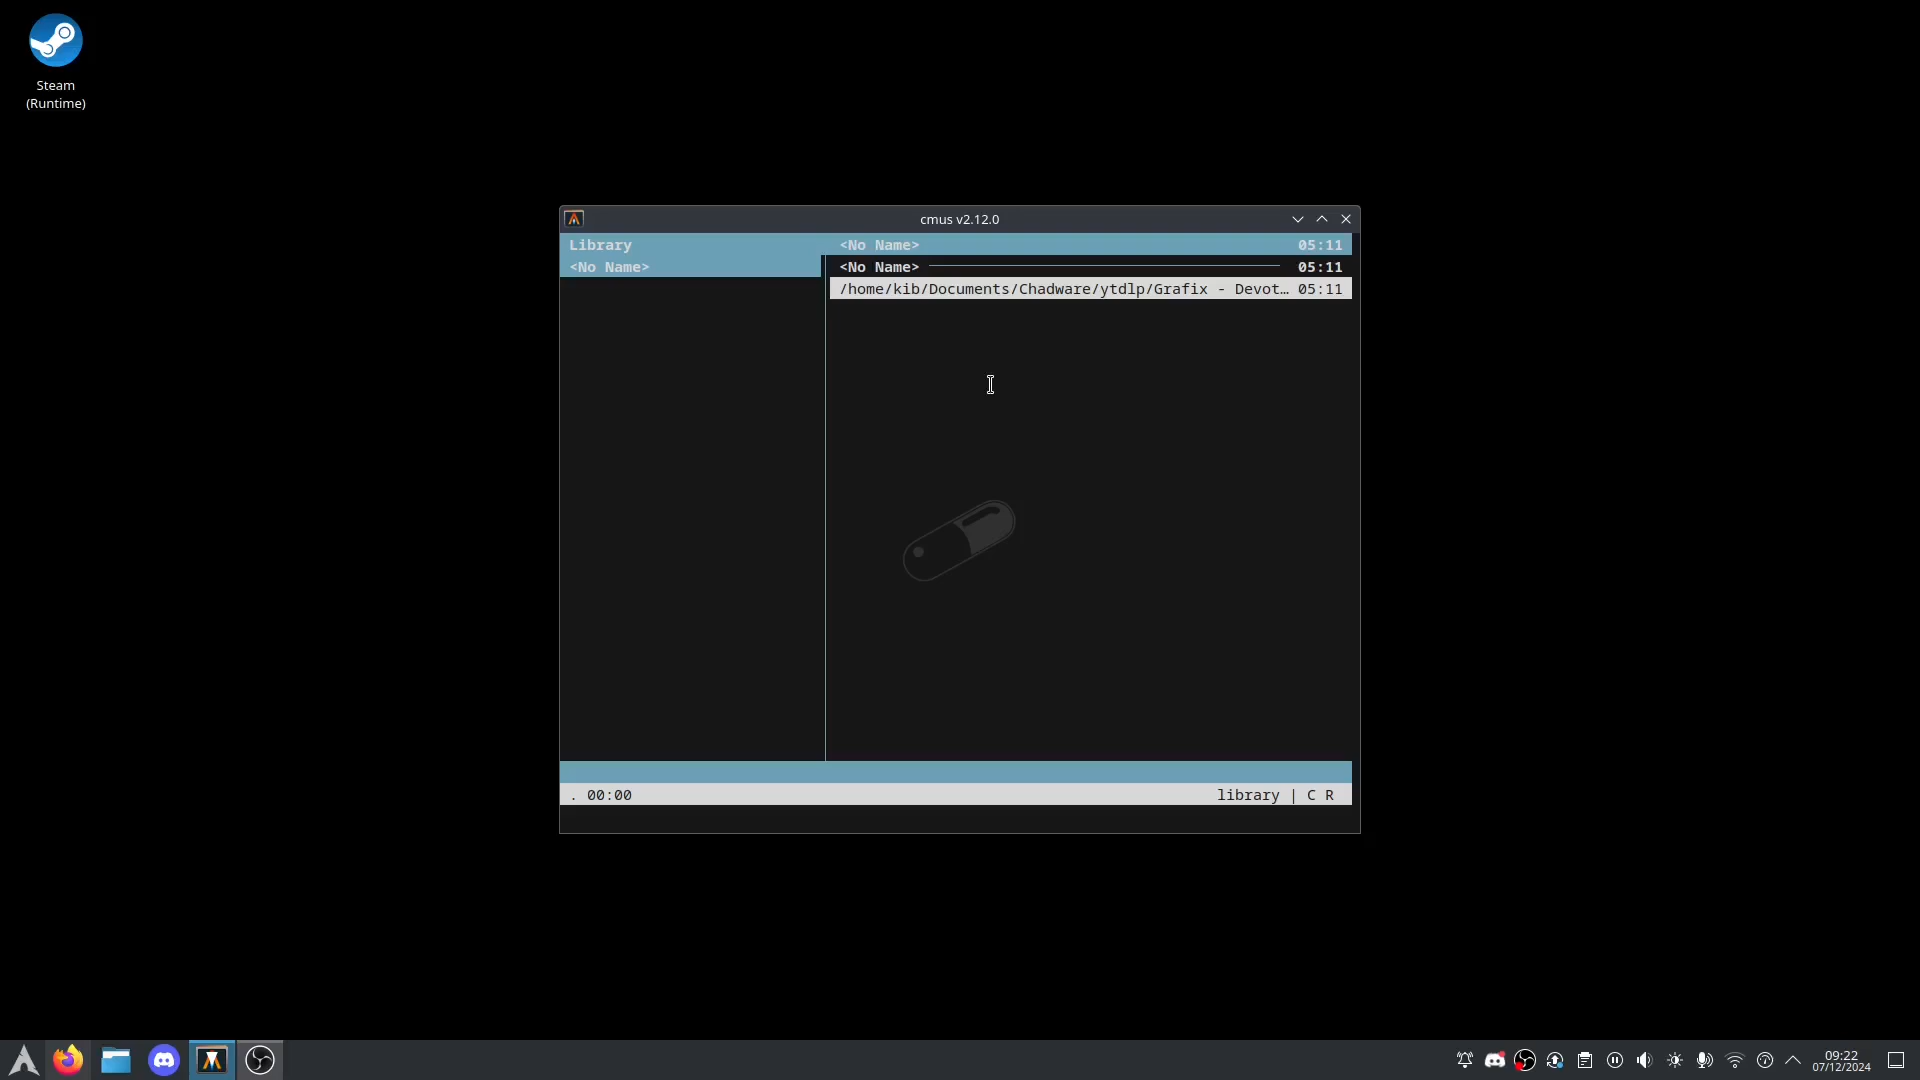 Steam
(Runtime)
cmus v2.12.0
Library <No Name> 05:11
<No Name> <No Name> 05:11
/home/kib/Documents/Chadware/ytdlp/Grafix - Devot… 05:11
. 00:00 library | C R
09:22
07/12/2024